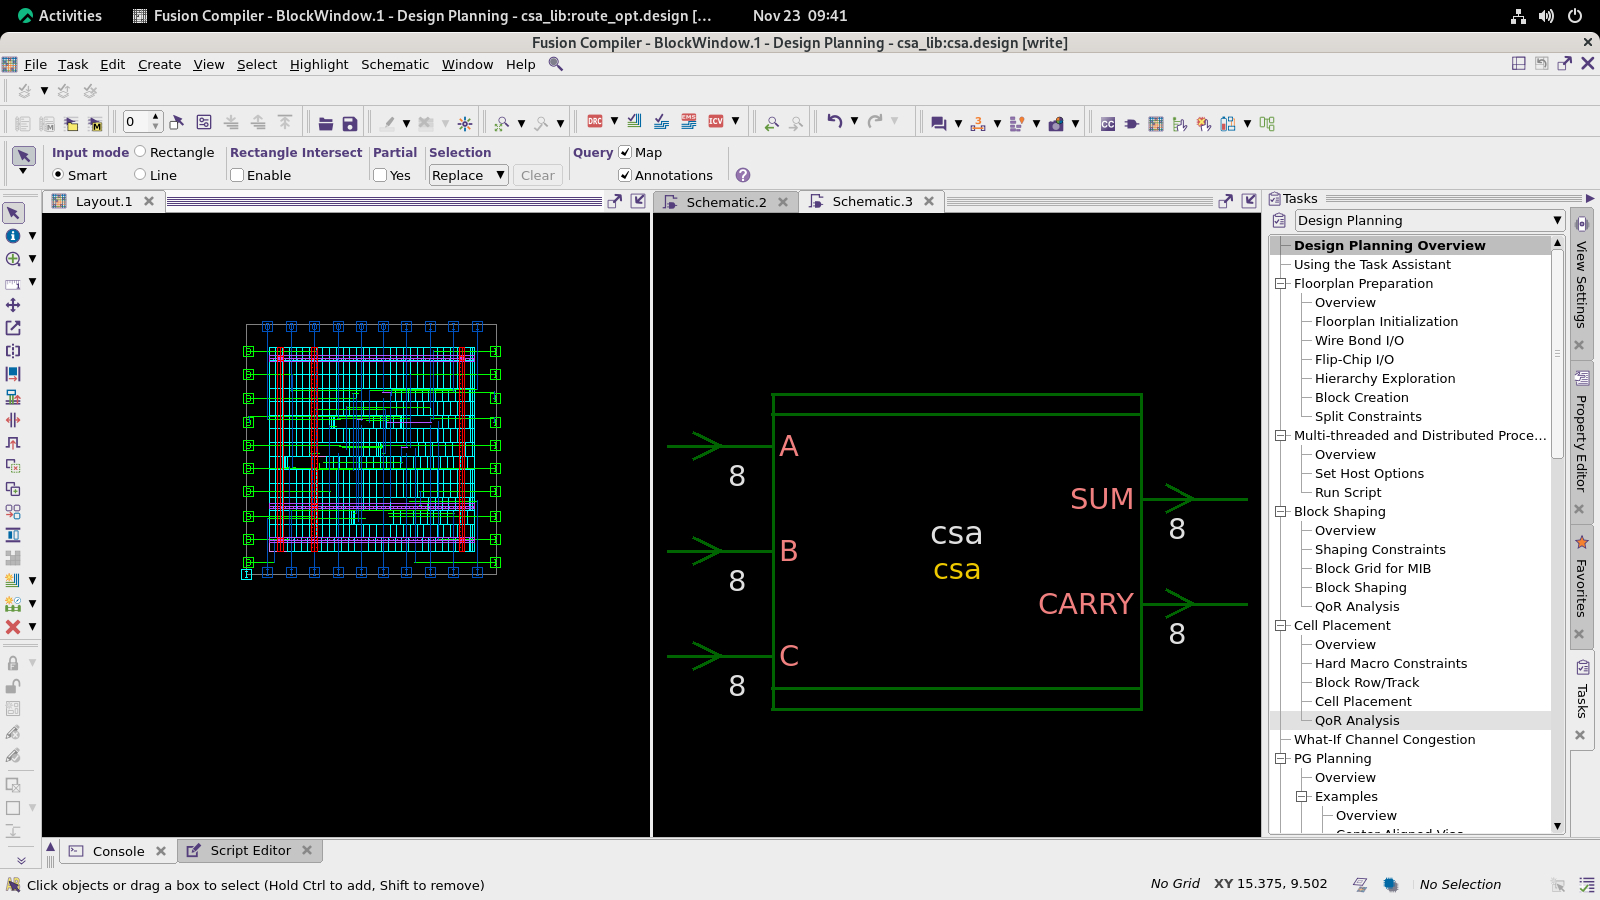 Activities
Fusion Compiler - BlockWindow.1 - Design Planning - csa_lib:route_opt.design [...
Nov 23 09:41
Fusion Compiler - BlockWindow.1 - Design Planning - csa_lib:csa.design [write]
File Task Edit Create View Select Highlight Schematic Window Help
0
DRC
EMS
ICV
CC
Input mode Rectangle Rectangle Intersect Partial Selection Query Map
Smart Line Enable Yes Replace Clear Annotations
Layout.1
Schematic.2
Schematic.3
Tasks
Design Planning
Design Planning Overview
Using the Task Assistant
Floorplan Preparation
Overview
Floorplan Initialization
Wire Bond I/O
Flip-Chip I/O
Hierarchy Exploration
Block Creation
Split Constraints
Multi-threaded and Distributed Proce...
Overview
Set Host Options
Run Script
Block Shaping
Overview
Shaping Constraints
Block Grid for MIB
Block Shaping
QoR Analysis
Cell Placement
Overview
Hard Macro Constraints
Block Row/Track
Cell Placement
QoR Analysis
What-If Channel Congestion
PG Planning
Overview
Examples
Overview
View Settings
Property Editor
Favorites
Tasks
A
8
B
8
C
8
csa
csa
SUM
8
CARRY
8
Console
Script Editor
Click objects or drag a box to select (Hold Ctrl to add, Shift to remove)
No Grid
XY 15.375, 9.502
No Selection